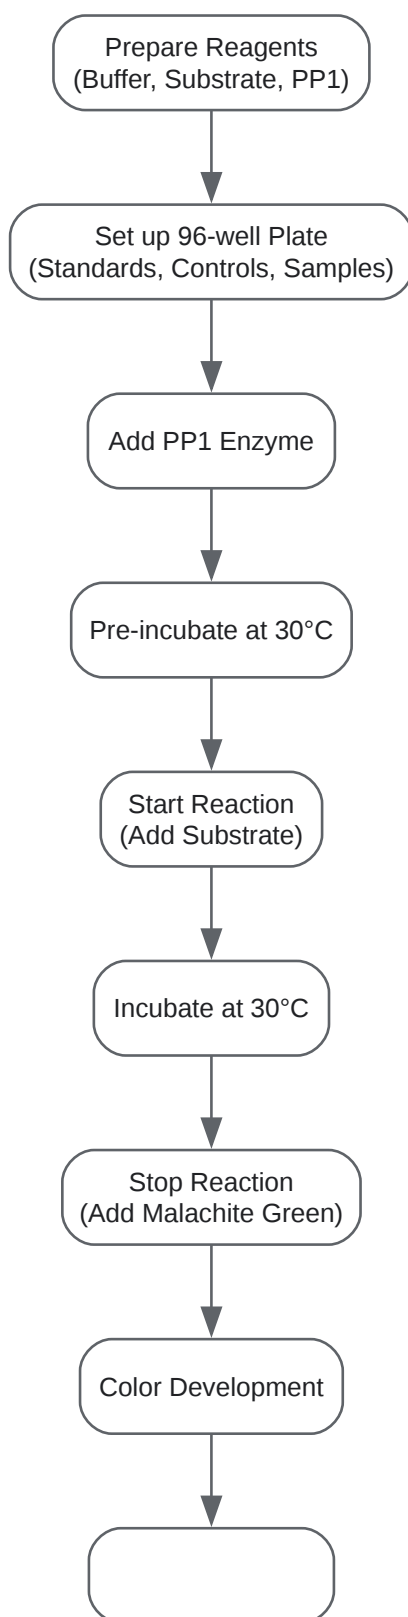 Prepare Reagents
(Buffer, Substrate, PP1)
Set up 96-well Plate
(Standards, Controls, Samples)
Add PP1 Enzyme
Pre-incubate at 30°C
Start Reaction
(Add Substrate)
Incubate at 30°C
Stop Reaction
(Add Malachite Green)
Color Development